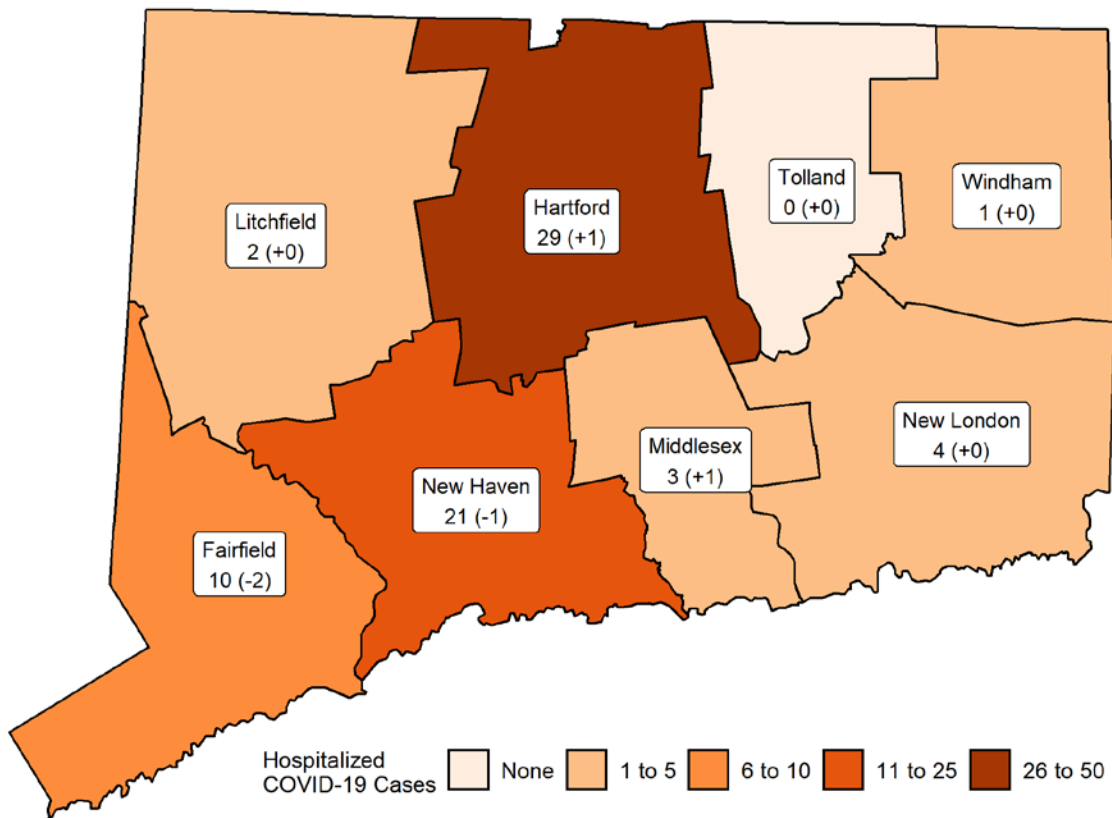 Tolland
0 (+0)
Windham
1 (+0)
Litchfield
2 (+0)
Hartford
29 (+1)
New London
4 (+0)
Middlesex
3 (+1)
New Haven
21 (-1)
Fairfield
10 (-2)
Hospitalized
COVID-19 Cases
None
1 to 5
6 to 10
11 to 25
26 to 50